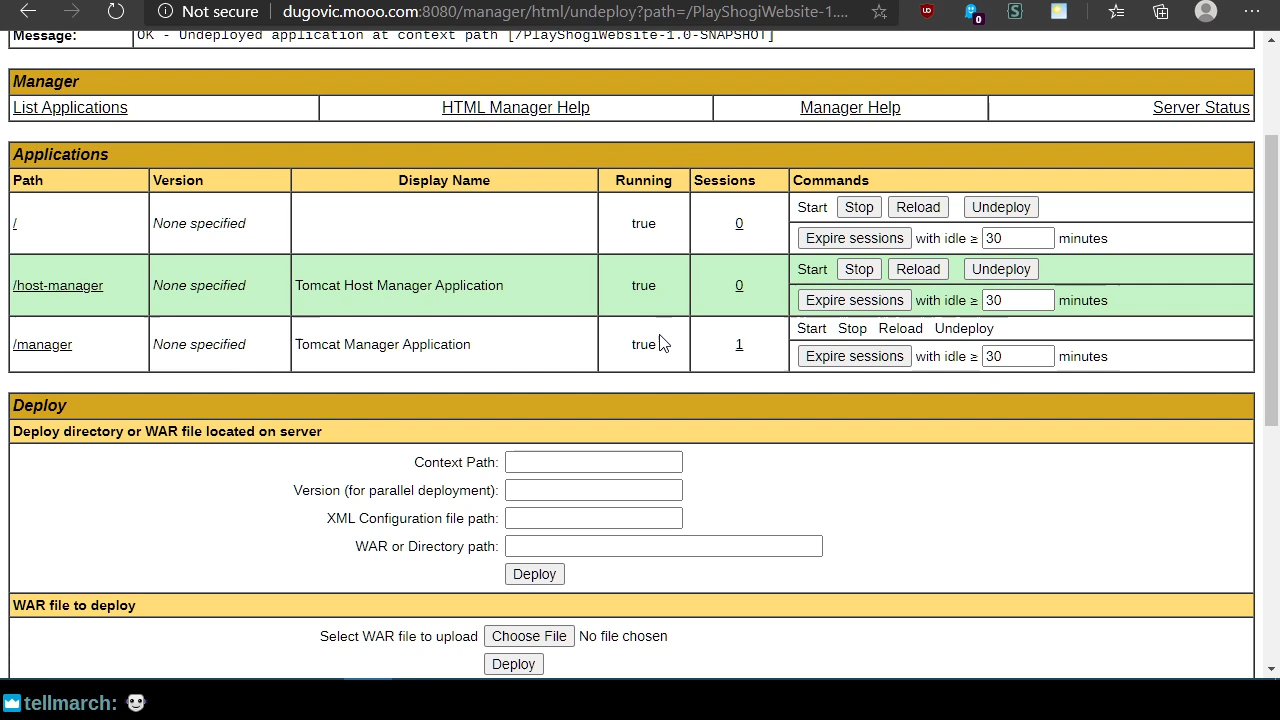 Not secure dugovic.mooo.com:8080/manager/html/undeploy?path=/PlayShogiWebsite-1....
0
Message: OK - Undeployed application at context path [/PlayShogiWebsite-1.0-SNAPSHOT]
Manager
List Applications HTML Manager Help Manager Help Server Status
Applications
Path Version Display Name Running Sessions Commands
/ None specified true 0 Start Stop Reload Undeploy
Expire sessions with idle ≥ 30 minutes
/host-manager None specified Tomcat Host Manager Application true 0 Start Stop Reload Undeploy
Expire sessions with idle ≥ 30 minutes
/manager None specified Tomcat Manager Application true 1 Start Stop Reload Undeploy
Expire sessions with idle ≥ 30 minutes
Deploy
Deploy directory or WAR file located on server
Context Path:
Version (for parallel deployment):
XML Configuration file path:
WAR or Directory path:
Deploy
WAR file to deploy
Select WAR file to upload Choose File No file chosen
Deploy
tellmarch: